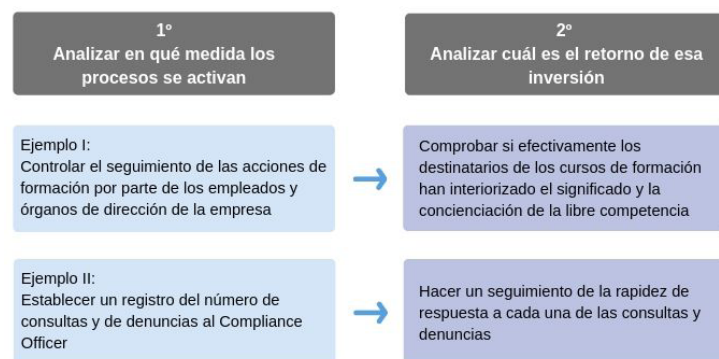 1º
Analizar en qué medida los
procesos se activan
2º
Analizar cuál es el retorno de esa
inversión
Ejemplo I:
Controlar el seguimiento de las acciones de
formación por parte de los empleados y
órganos de dirección de la empresa
Comprobar si efectivamente los
destinatarios de los cursos de formación
han interiorizado el significado y la
concienciación de la libre competencia
Ejemplo II:
Establecer un registro del número de
consultas y de denuncias al Compliance
Officer
Hacer un seguimiento de la rapidez de
respuesta a cada una de las consultas y
denuncias